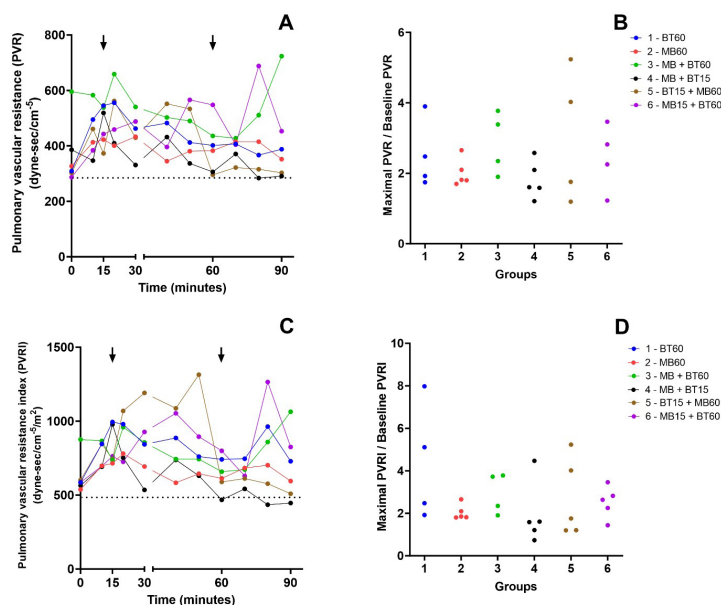 A
Pulmonary vascular resistance (PVR)
(dyne-sec/cm-5)
800
600
400
200
0
0 15 30 60 90
Time (minutes)
B
Maximal PVR / Baseline PVR
6
4
2
0
1 2 3 4 5 6
Groups
1 - BT60
2 - MB60
3 - MB + BT60
4 - MB + BT15
5 - BT15 + MB60
6 - MB15 + BT60
C
Pulmonary vascular resistance index (PVRI)
(dyne-sec/cm-5/m2)
1500
1000
500
0
0 15 30 60 90
Time (minutes)
D
Maximal PVRI / Baseline PVRI
10
8
6
4
2
0
1 2 3 4 5 6
Groups
1 - BT60
2 - MB60
3 - MB + BT60
4 - MB + BT15
5 - BT15 + MB60
6 - MB15 + BT60